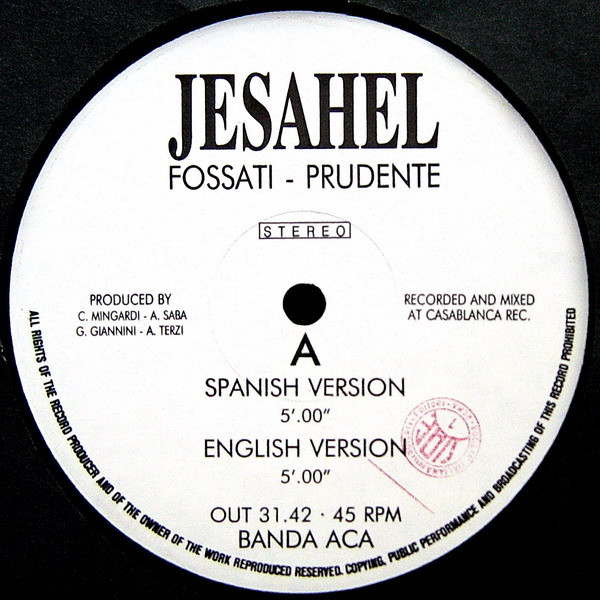 JESAHEL
FOSSATI - PRUDENTE
STEREO
PRODUCED BY
C. MINGARDI - A. SABA
G. GIANNINI - A. TERZI
RECORDED AND MIXED
AT CASABLANCA REC.
A
SPANISH VERSION
5'.00"
ENGLISH VERSION
5'.00"
OUT 31.42 · 45 RPM
BANDA ACA
ALL RIGHTS OF THE RECORD PRODUCER AND OF THE OWNER OF THE WORK REPRODUCED RESERVED. COPYING, PUBLIC PERFORMANCE AND BROADCASTING OF THIS RECORD PROHIBITED